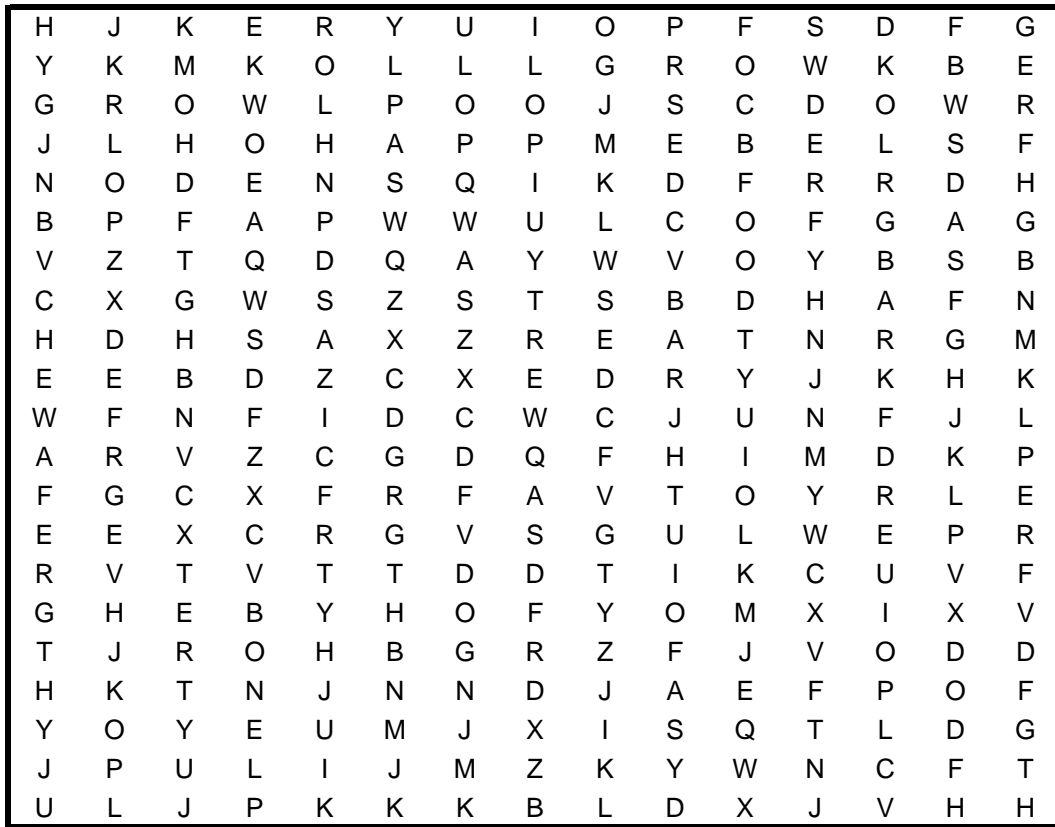 H J K E R Y U I O P F S D F G
Y K M K O L L L G R O W K B E
G R O W L P O O J S C D O W R
J L H O H A P P M E B E L S F
N O D E N S Q I K D F R R D H
B P F A P W W U L C O F G A G
V Z T Q D Q A Y W V O Y B S B
C X G W S Z S T S B D H A F N
H D H S A X Z R E A T N R G M
E E B D Z C X E D R Y J K H K
W F N F I D C W C J U N F J L
A R V Z C G D Q F H I M D K P
F G C X F R F A V T O Y R L E
E E X C R G V S G U L W E P R
R V T V T T D D T I K C U V F
G H E B Y H O F Y O M X I X V
T J R O H B G R Z F J V O D D
H K T N J N N D J A E F P O F
Y O Y E U M J X I S Q T L D G
J P U L I J M Z K Y W N C F T
U L J P K K K B L D X J V H H